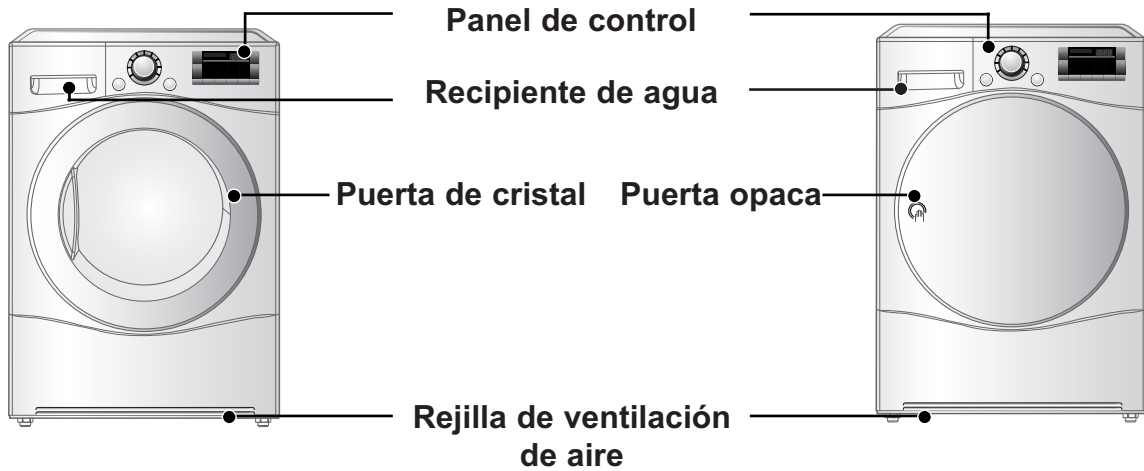 Panel de control
Recipiente de agua
Puerta de cristal Puerta opaca
Rejilla de ventilación
de aire